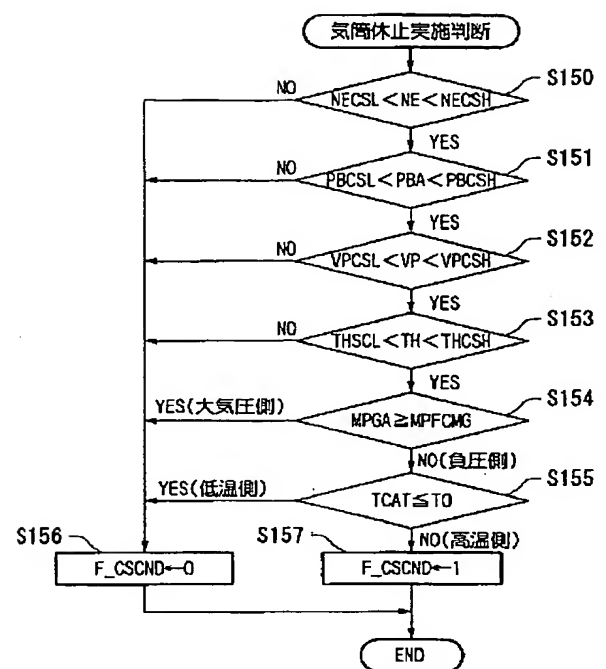 気筒休止実施判断
S150
NO
NECSL<NE<NECSH
YES
S151
NO
PBCSL<PBA<PBCSH
YES
S152
NO
VPCSL<VP<VPCSH
YES
S153
NO
THSCL<TH<THCSH
YES
S154
YES(大気圧側)
MPGA≧MPFCMG
NO(負圧側)
S155
YES(低温側)
TCAT≦TO
S156
S157
NO(高温側)
F_CSCND←0
F_CSCND←1
END